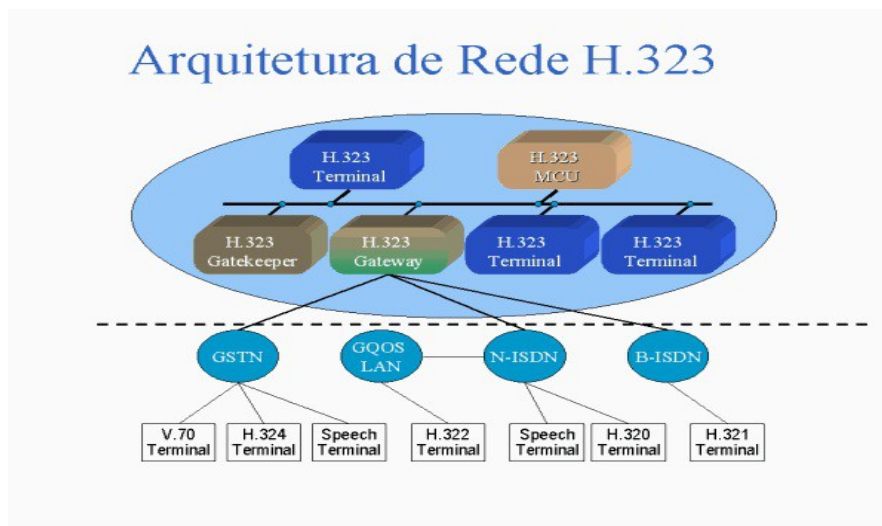 Arquitetura de Rede H.323
H.323
Terminal
H.323
MCU
H.323
Gatekeeper
H.323
Gateway
H.323
Terminal
H.323
Terminal
GSTN
GQOS
LAN
N-ISDN
B-ISDN
V.70
Terminal
H.324
Terminal
Speech
Terminal
H.322
Terminal
Speech
Terminal
H.320
Terminal
H.321
Terminal